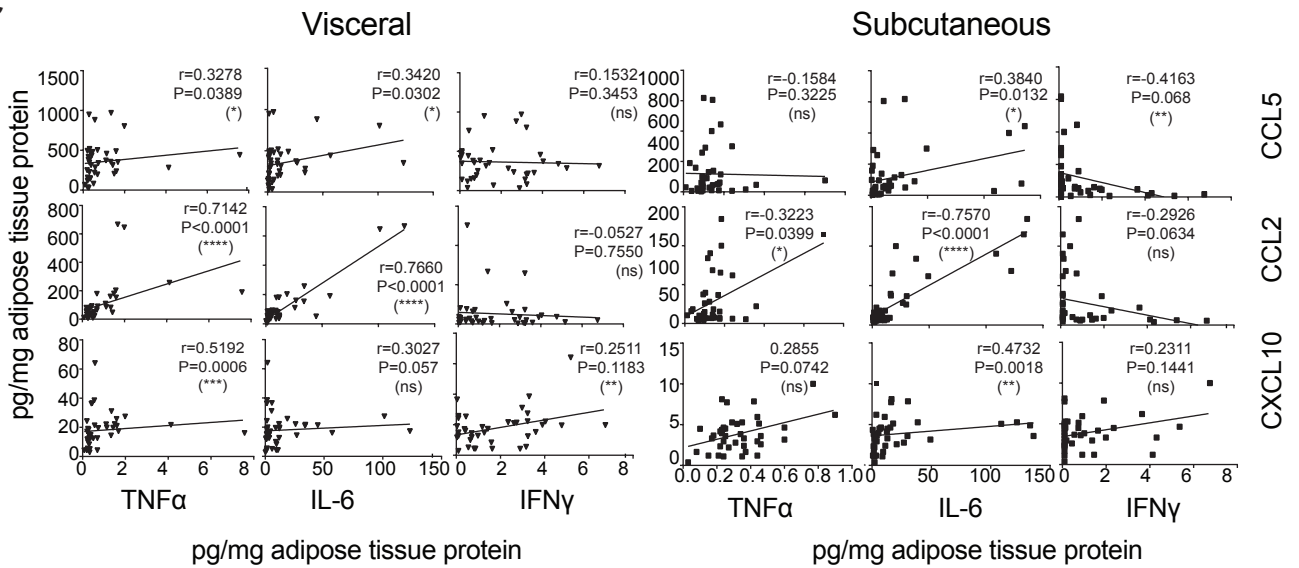 Visceral
Subcutaneous
pg/mg adipose tissue protein
pg/mg adipose tissue protein
1500
1000
500
0
r=0.3278
P=0.0389
(*)
r=0.3420
P=0.0302
(*)
r=0.1532
P=0.3453
(ns)
1000
800
600
400
200
0
r=-0.1584
P=0.3225
(ns)
r=0.3840
P=0.0132
(*)
r=-0.4163
P=0.068
(**)
CCL5
800
600
400
200
0
r=0.7142
P<0.0001
(****)
r=0.7660
P<0.0001
(****)
r=-0.0527
P=0.7550
(ns)
200
150
100
50
0
r=-0.3223
P=0.0399
(*)
r=-0.7570
P<0.0001
(****)
r=-0.2926
P=0.0634
(ns)
CCL2
80
60
40
20
0
r=0.5192
P=0.0006
(***)
r=0.3027
P=0.057
(ns)
r=0.2511
P=0.1183
(**)
15
10
5
0
0.2855
P=0.0742
(ns)
r=0.4732
P=0.0018
(**)
r=0.2311
P=0.1441
(ns)
CXCL10
0 2 4 6 8
0 50 100 150
0 2 4 6 8
0.0 0.2 0.4 0.6 0.8 1.0
0 50 100 150
0 2 4 6 8
TNFα IL-6 IFNγ
TNFα IL-6 IFNγ
pg/mg adipose tissue protein
pg/mg adipose tissue protein